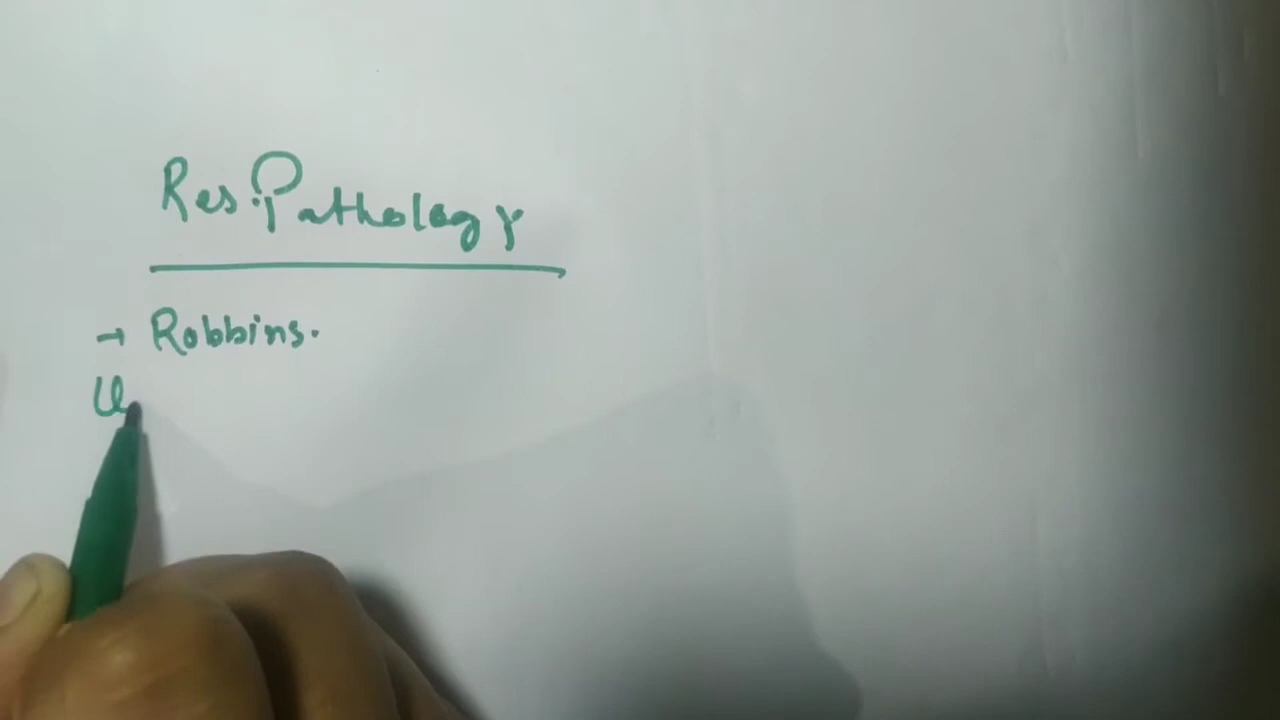 Res. Pathology
→ Robbins.